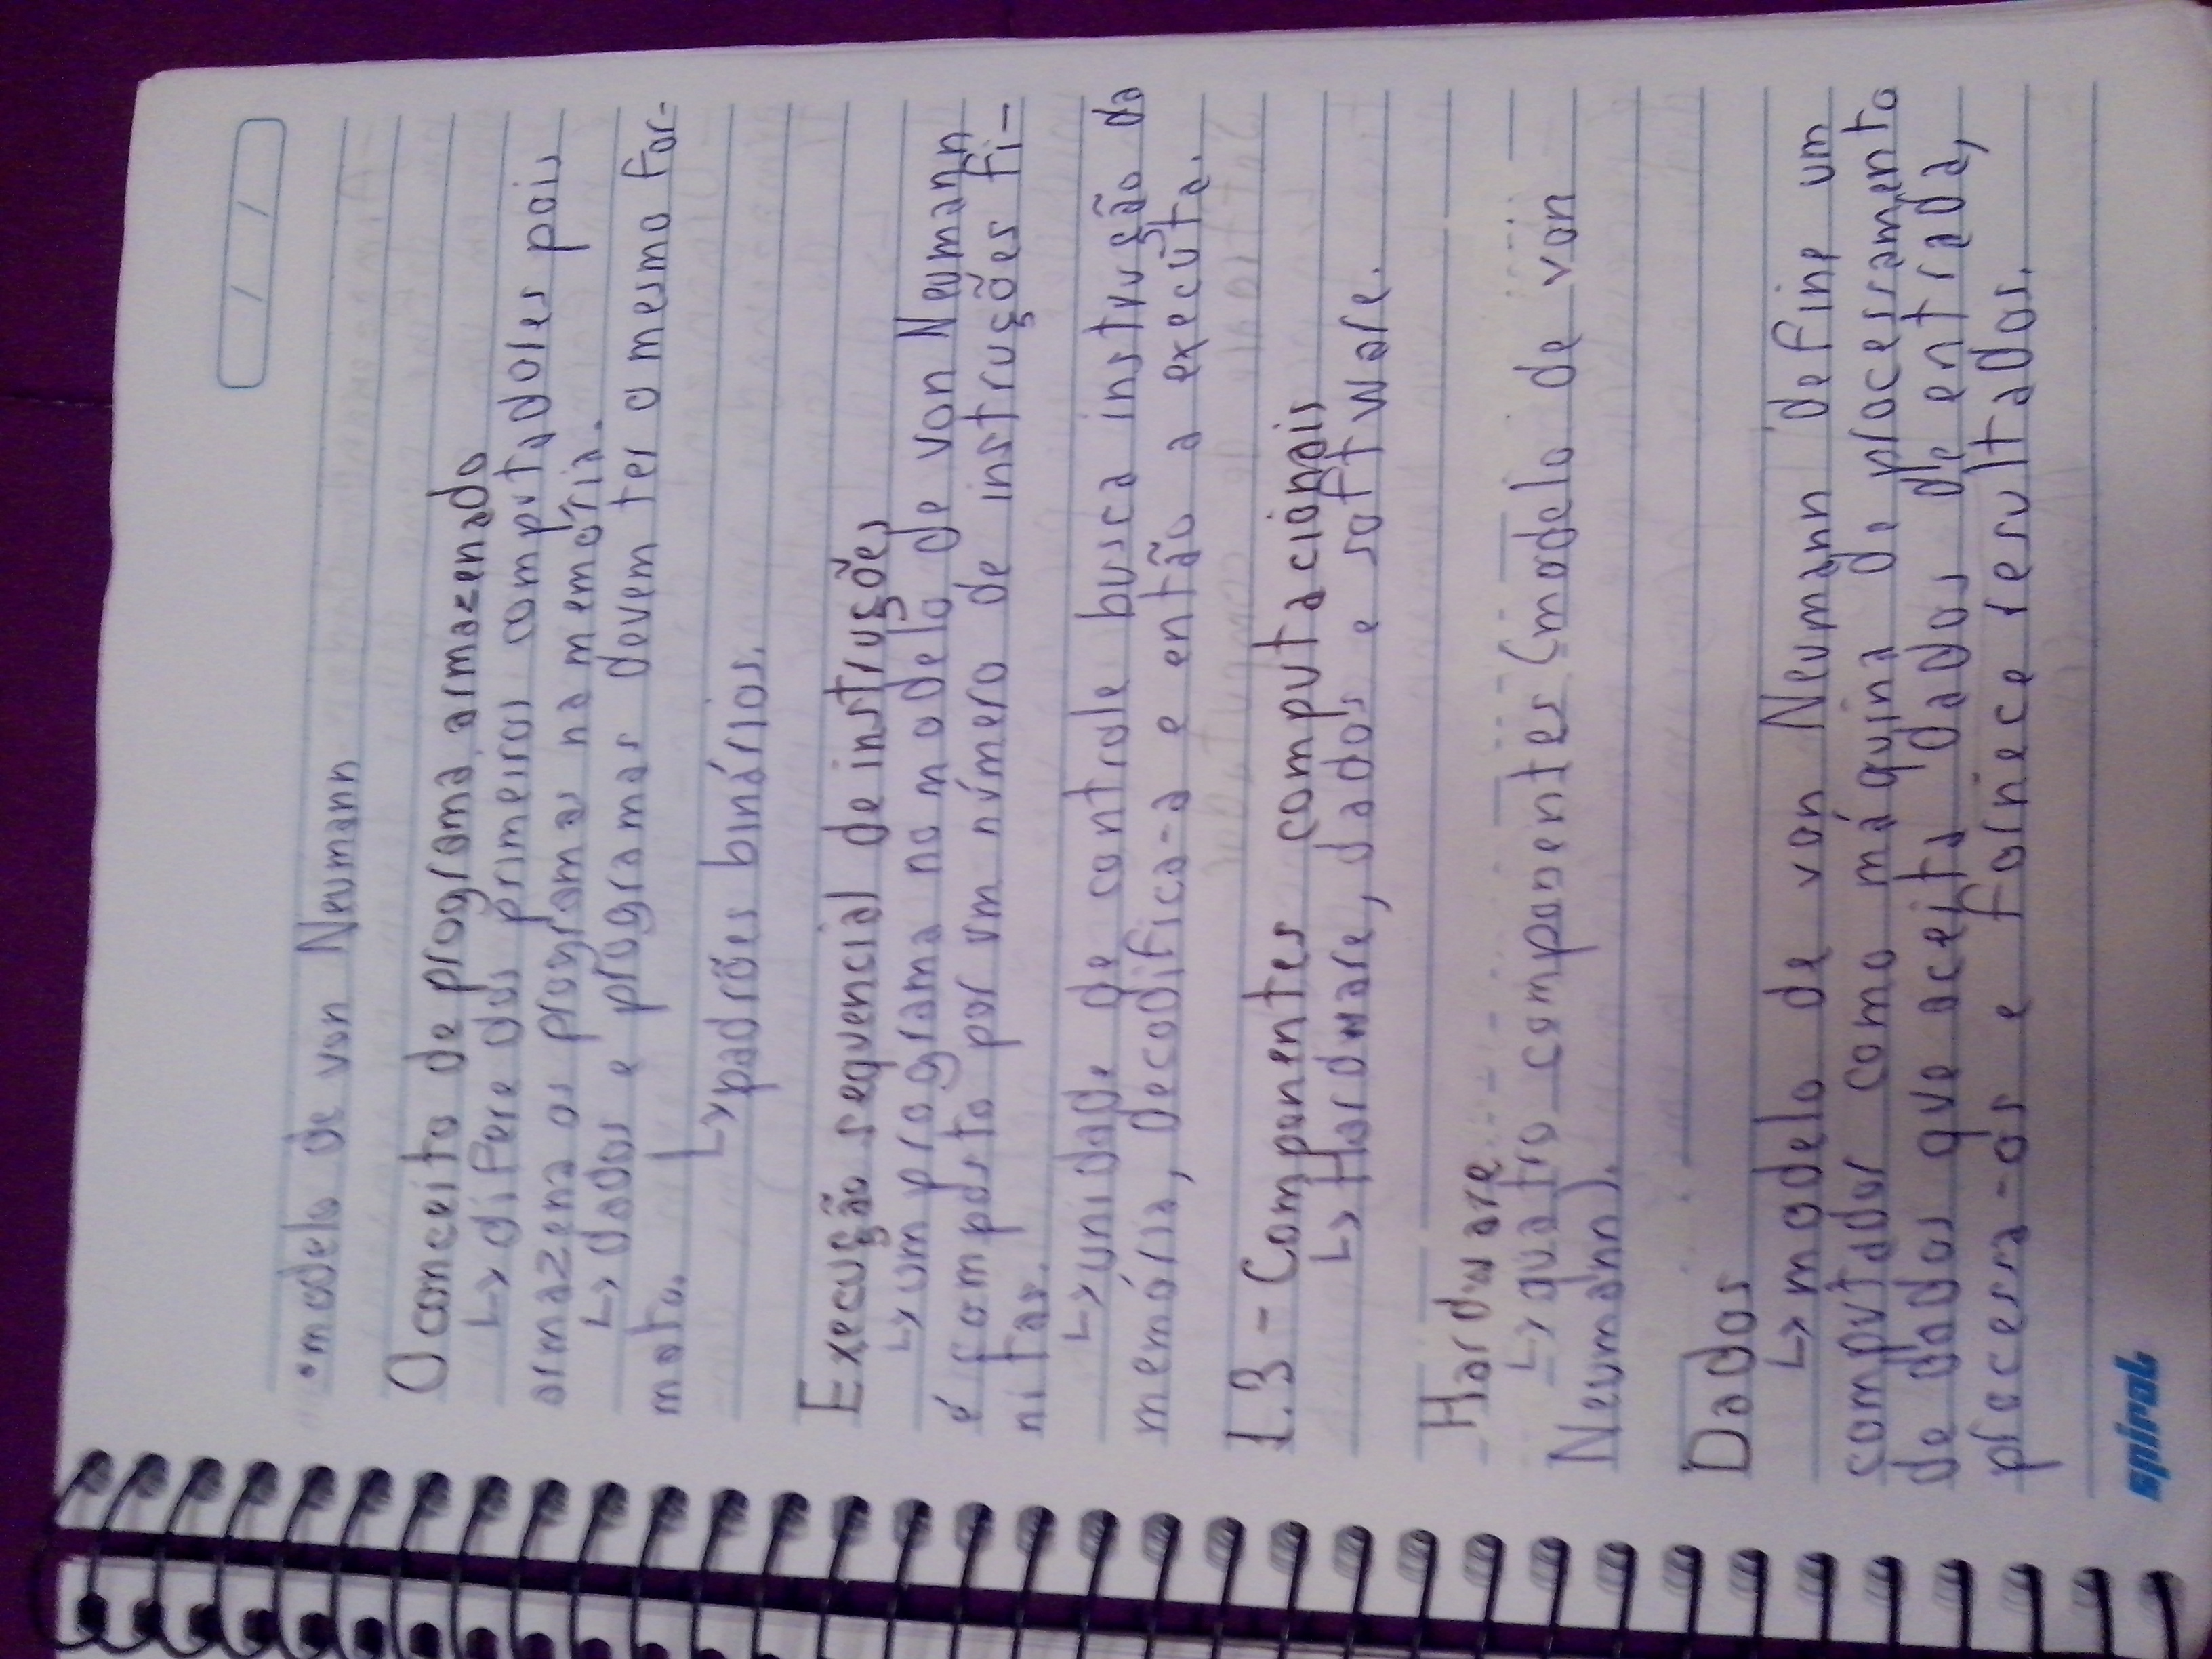 •modelo de von Neumann
O conceito de programa armazenado
↳ difere dos primeiros computadores pois
armazena os programas na memória.
↳ dados e programas devem ter o mesmo for-
mato.
↳ padrões binários.
Execução sequencial de instruções
↳ um programa no modelo de von Neumann
é composto por um número de instruções fi-
nitas.
↳ unidade de controle busca instrução da
memória, decodifica-a e então a executa.
1.3 - Componentes computacionais
↳ Hardware, dados e software.
Hardware
↳ quatro componentes (modelo de von
Neumann).
Dados
↳ modelo de von Neumann define um
computador como máquina de processamento
de dados que aceita dados de entrada,
processa-os e fornece resultados.
spiral